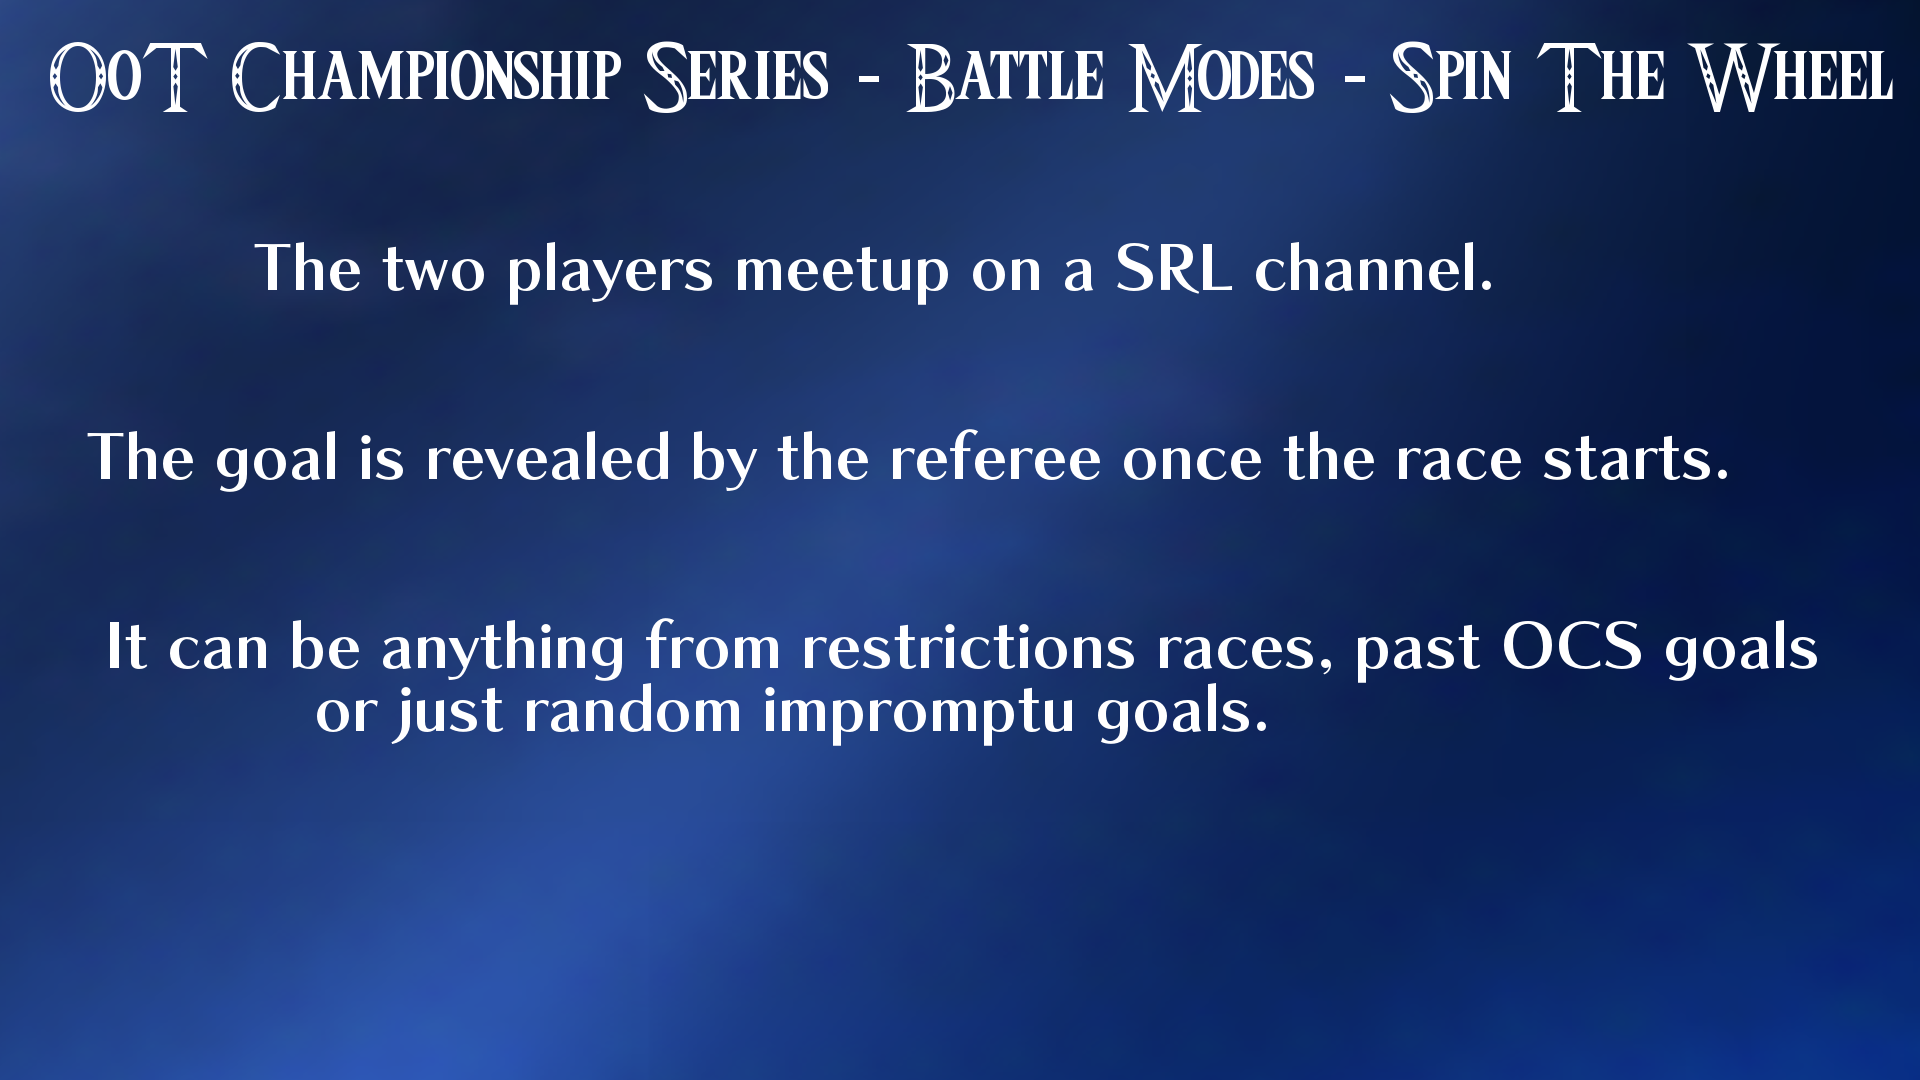 OoT Championship Series - Battle Modes - Spin The Wheel
The two players meetup on a SRL channel.
The goal is revealed by the referee once the race starts.
It can be anything from restrictions races, past OCS goals
or just random impromptu goals.